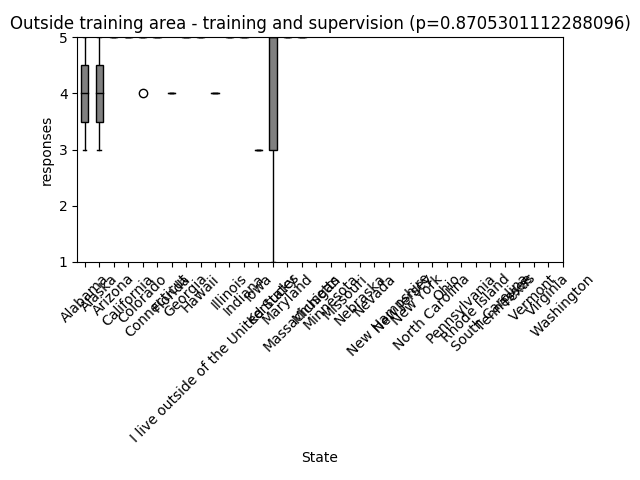 Outside training area - training and supervision (p=0.8705301112288096)
5
4
3
2
1
responses
Alabama
Alaska
Arizona
California
Colorado
Connecticut
Florida
Georgia
Hawaii
Illinois
Indiana
Iowa
I live outside of the United States
Kentucky
Maryland
Massachusetts
Michigan
Minnesota
Missouri
Nebraska
Nevada
New Hampshire
New Jersey
New York
North Carolina
Ohio
Pennsylvania
Rhode Island
South Carolina
Tennessee
Texas
Vermont
Virginia
Washington
State